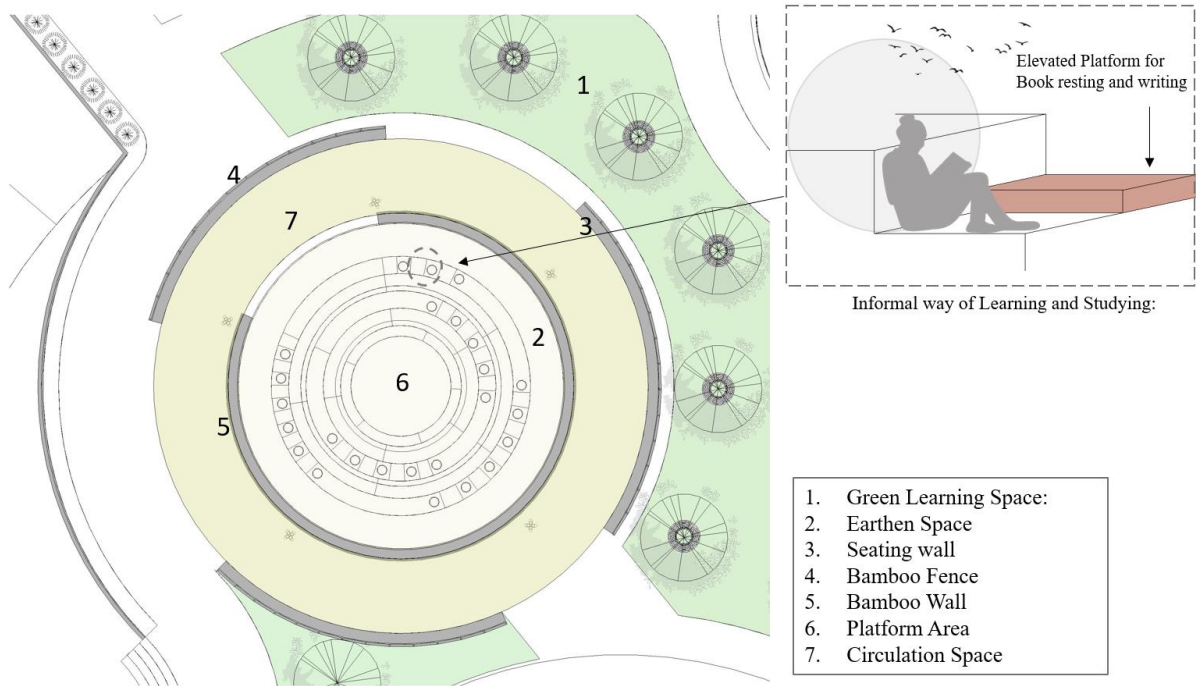 1
4
7
3
2
6
5
Elevated Platform for
Book resting and writing
Informal way of Learning and Studying:
1. Green Learning Space:
2. Earthen Space
3. Seating wall
4. Bamboo Fence
5. Bamboo Wall
6. Platform Area
7. Circulation Space